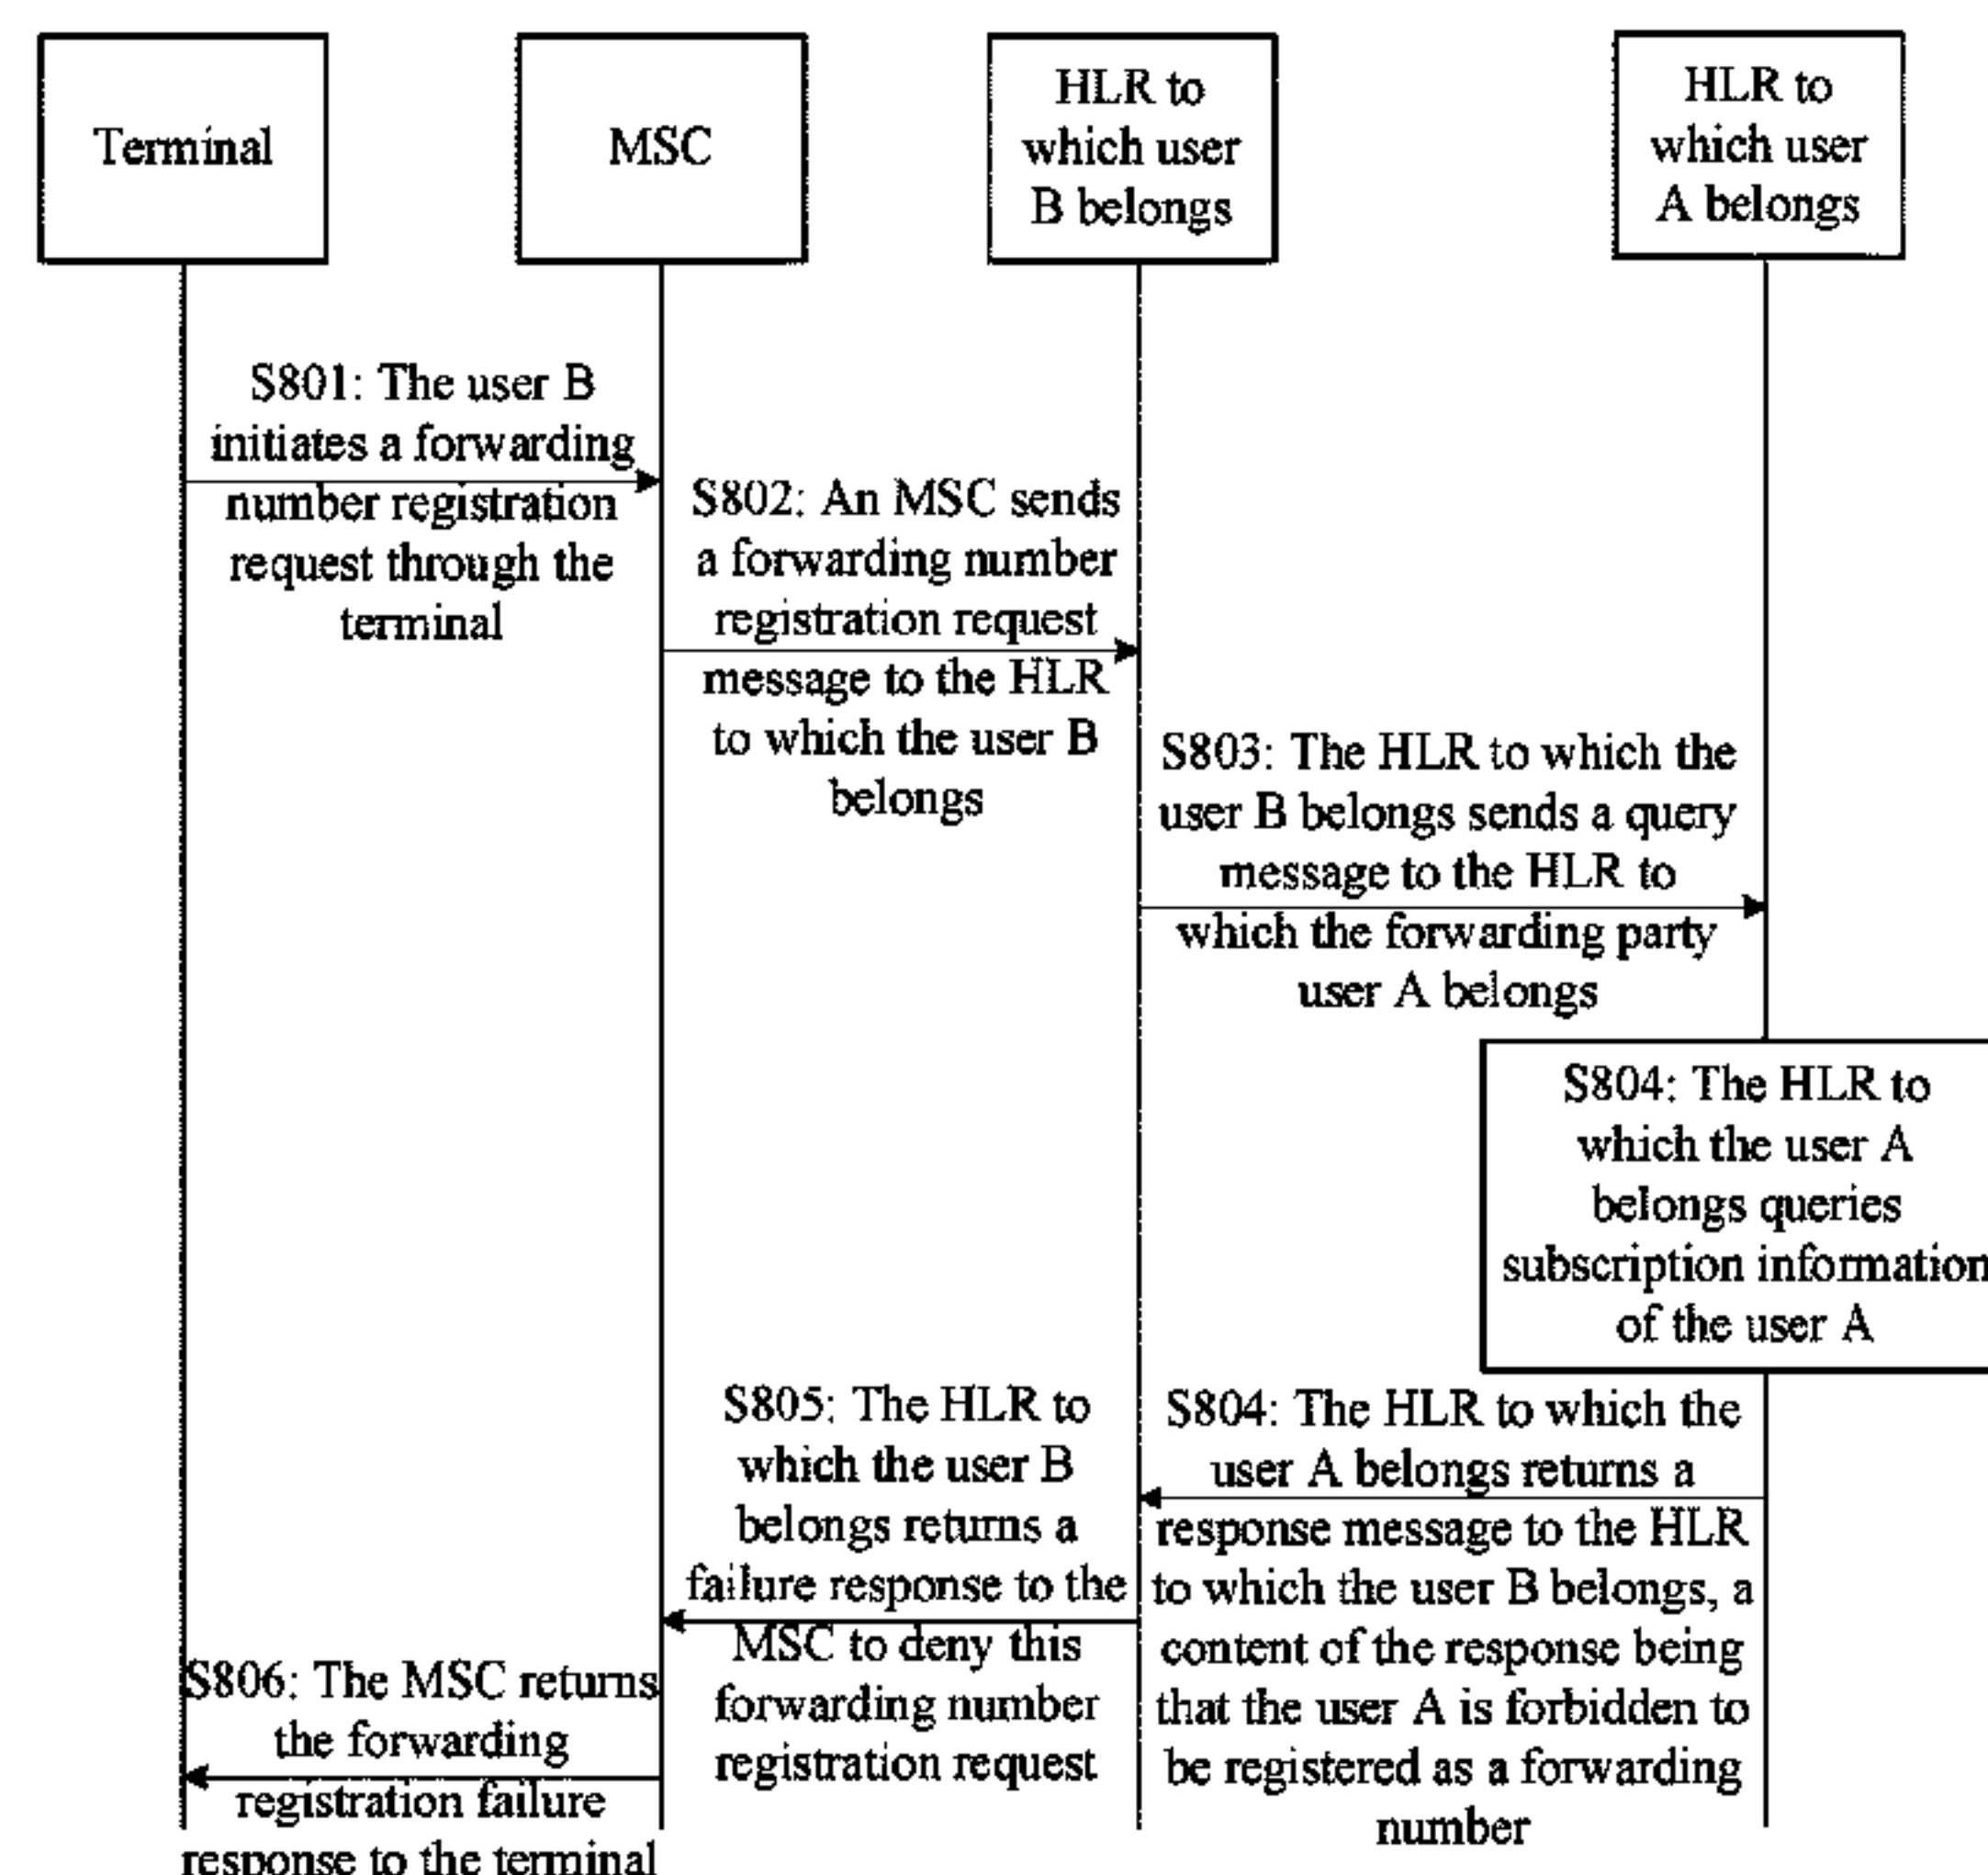 Terminal
MSC
HLR to
which user
B belongs
HLR to
which user
A belongs
S801: The user B
initiates a forwarding
number registration
request through the
terminal
S802: An MSC sends
a forwarding number
registration request
message to the HLR
to which the user B
belongs
S803: The HLR to which the
user B belongs sends a query
message to the HLR to
which the forwarding party
user A belongs
S804: The HLR to
which the user A
belongs queries
subscription information
of the user A
S804: The HLR to which the
user A belongs returns a
response message to the HLR
to which the user B belongs, a
content of the response being
that the user A is forbidden to
be registered as a forwarding
number
S805: The HLR to
which the user B
belongs returns a
failure response to the
MSC to deny this
forwarding number
registration request
S806: The MSC returns
the forwarding
registration failure
response to the terminal